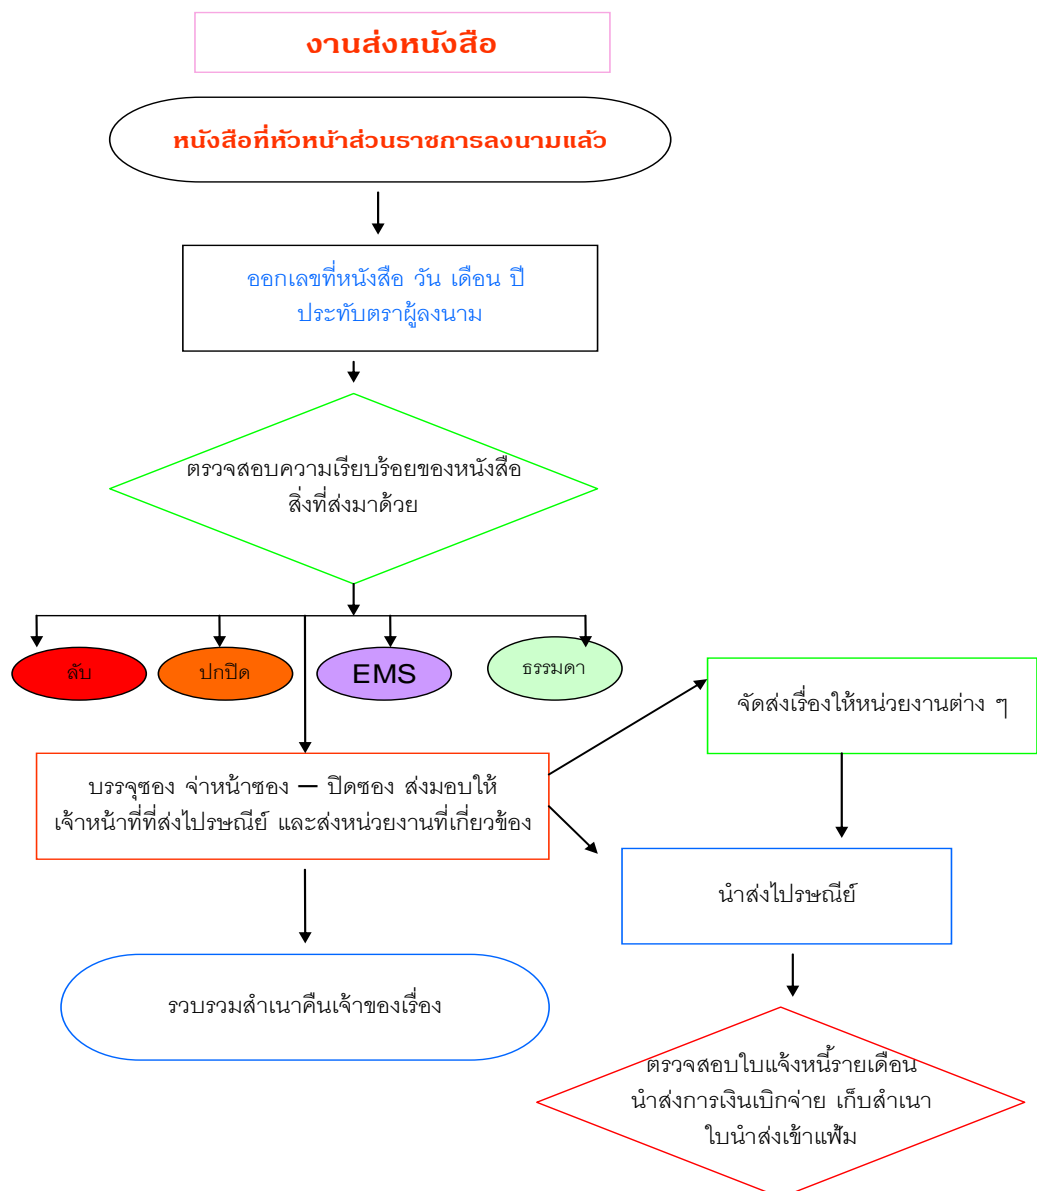 งานส่งหนังสือ
หนังสือที่หัวหน้าส่วนราชการลงนามแล้ว
ออกเลขที่หนังสือ วัน เดือน ปี
ประทับตราผู้ลงนาม
ตรวจสอบความเรียบร้อยของหนังสือ
สิ่งที่ส่งมาด้วย
ลับ
ปกปิด
EMS
ธรรมดา
จัดส่งเรื่องให้หน่วยงานต่าง ๆ
บรรจุซอง จ่าหน้าซอง – ปิดซอง ส่งมอบให้
เจ้าหน้าที่ที่ส่งไปรษณีย์ และส่งหน่วยงานที่เกี่ยวข้อง
นำส่งไปรษณีย์
รวบรวมสำเนาคืนเจ้าของเรื่อง
ตรวจสอบใบแจ้งหนี้รายเดือน
นำส่งการเงินเบิกจ่าย เก็บสำเนา
ใบนำส่งเข้าแฟ้ม